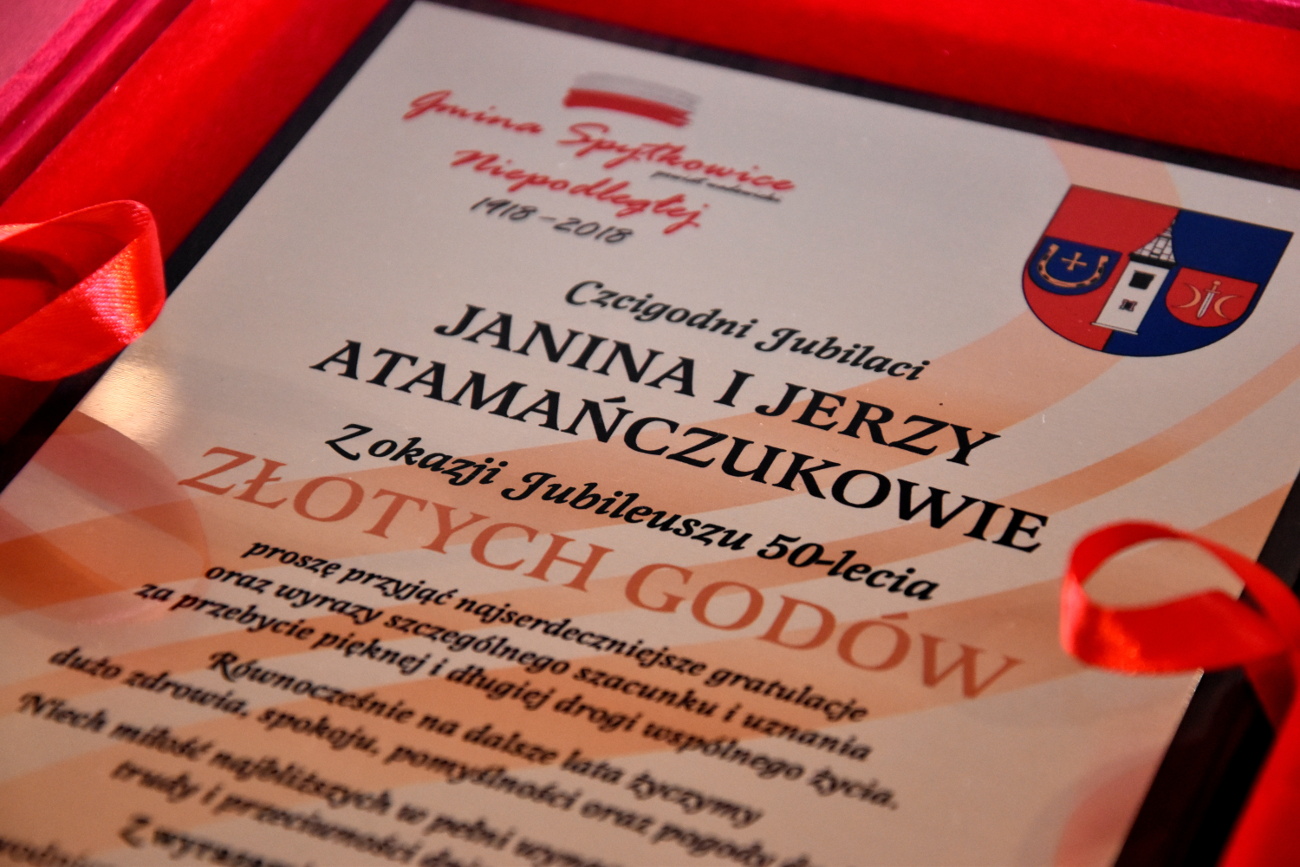 Gmina Spytkowice
Niepodległej
1918-2018
Czcigodni Jubilaci
JANINA I JERZY
ATAMAŃCZUKOWIE
Z okazji Jubileuszu 50-lecia
ZŁOTYCH GODÓW
proszę przyjąć najserdeczniejsze gratulacje
oraz wyrazy szczególnego szacunku i uznania
za przebycie pięknej i długiej drogi wspólnego życia.
Równocześnie na dalsze lata życzymy
dużo zdrowia, spokoju, pomyślności oraz pogody
Niech miłość najbliższych w pełni
trudy i przeciwności
Z